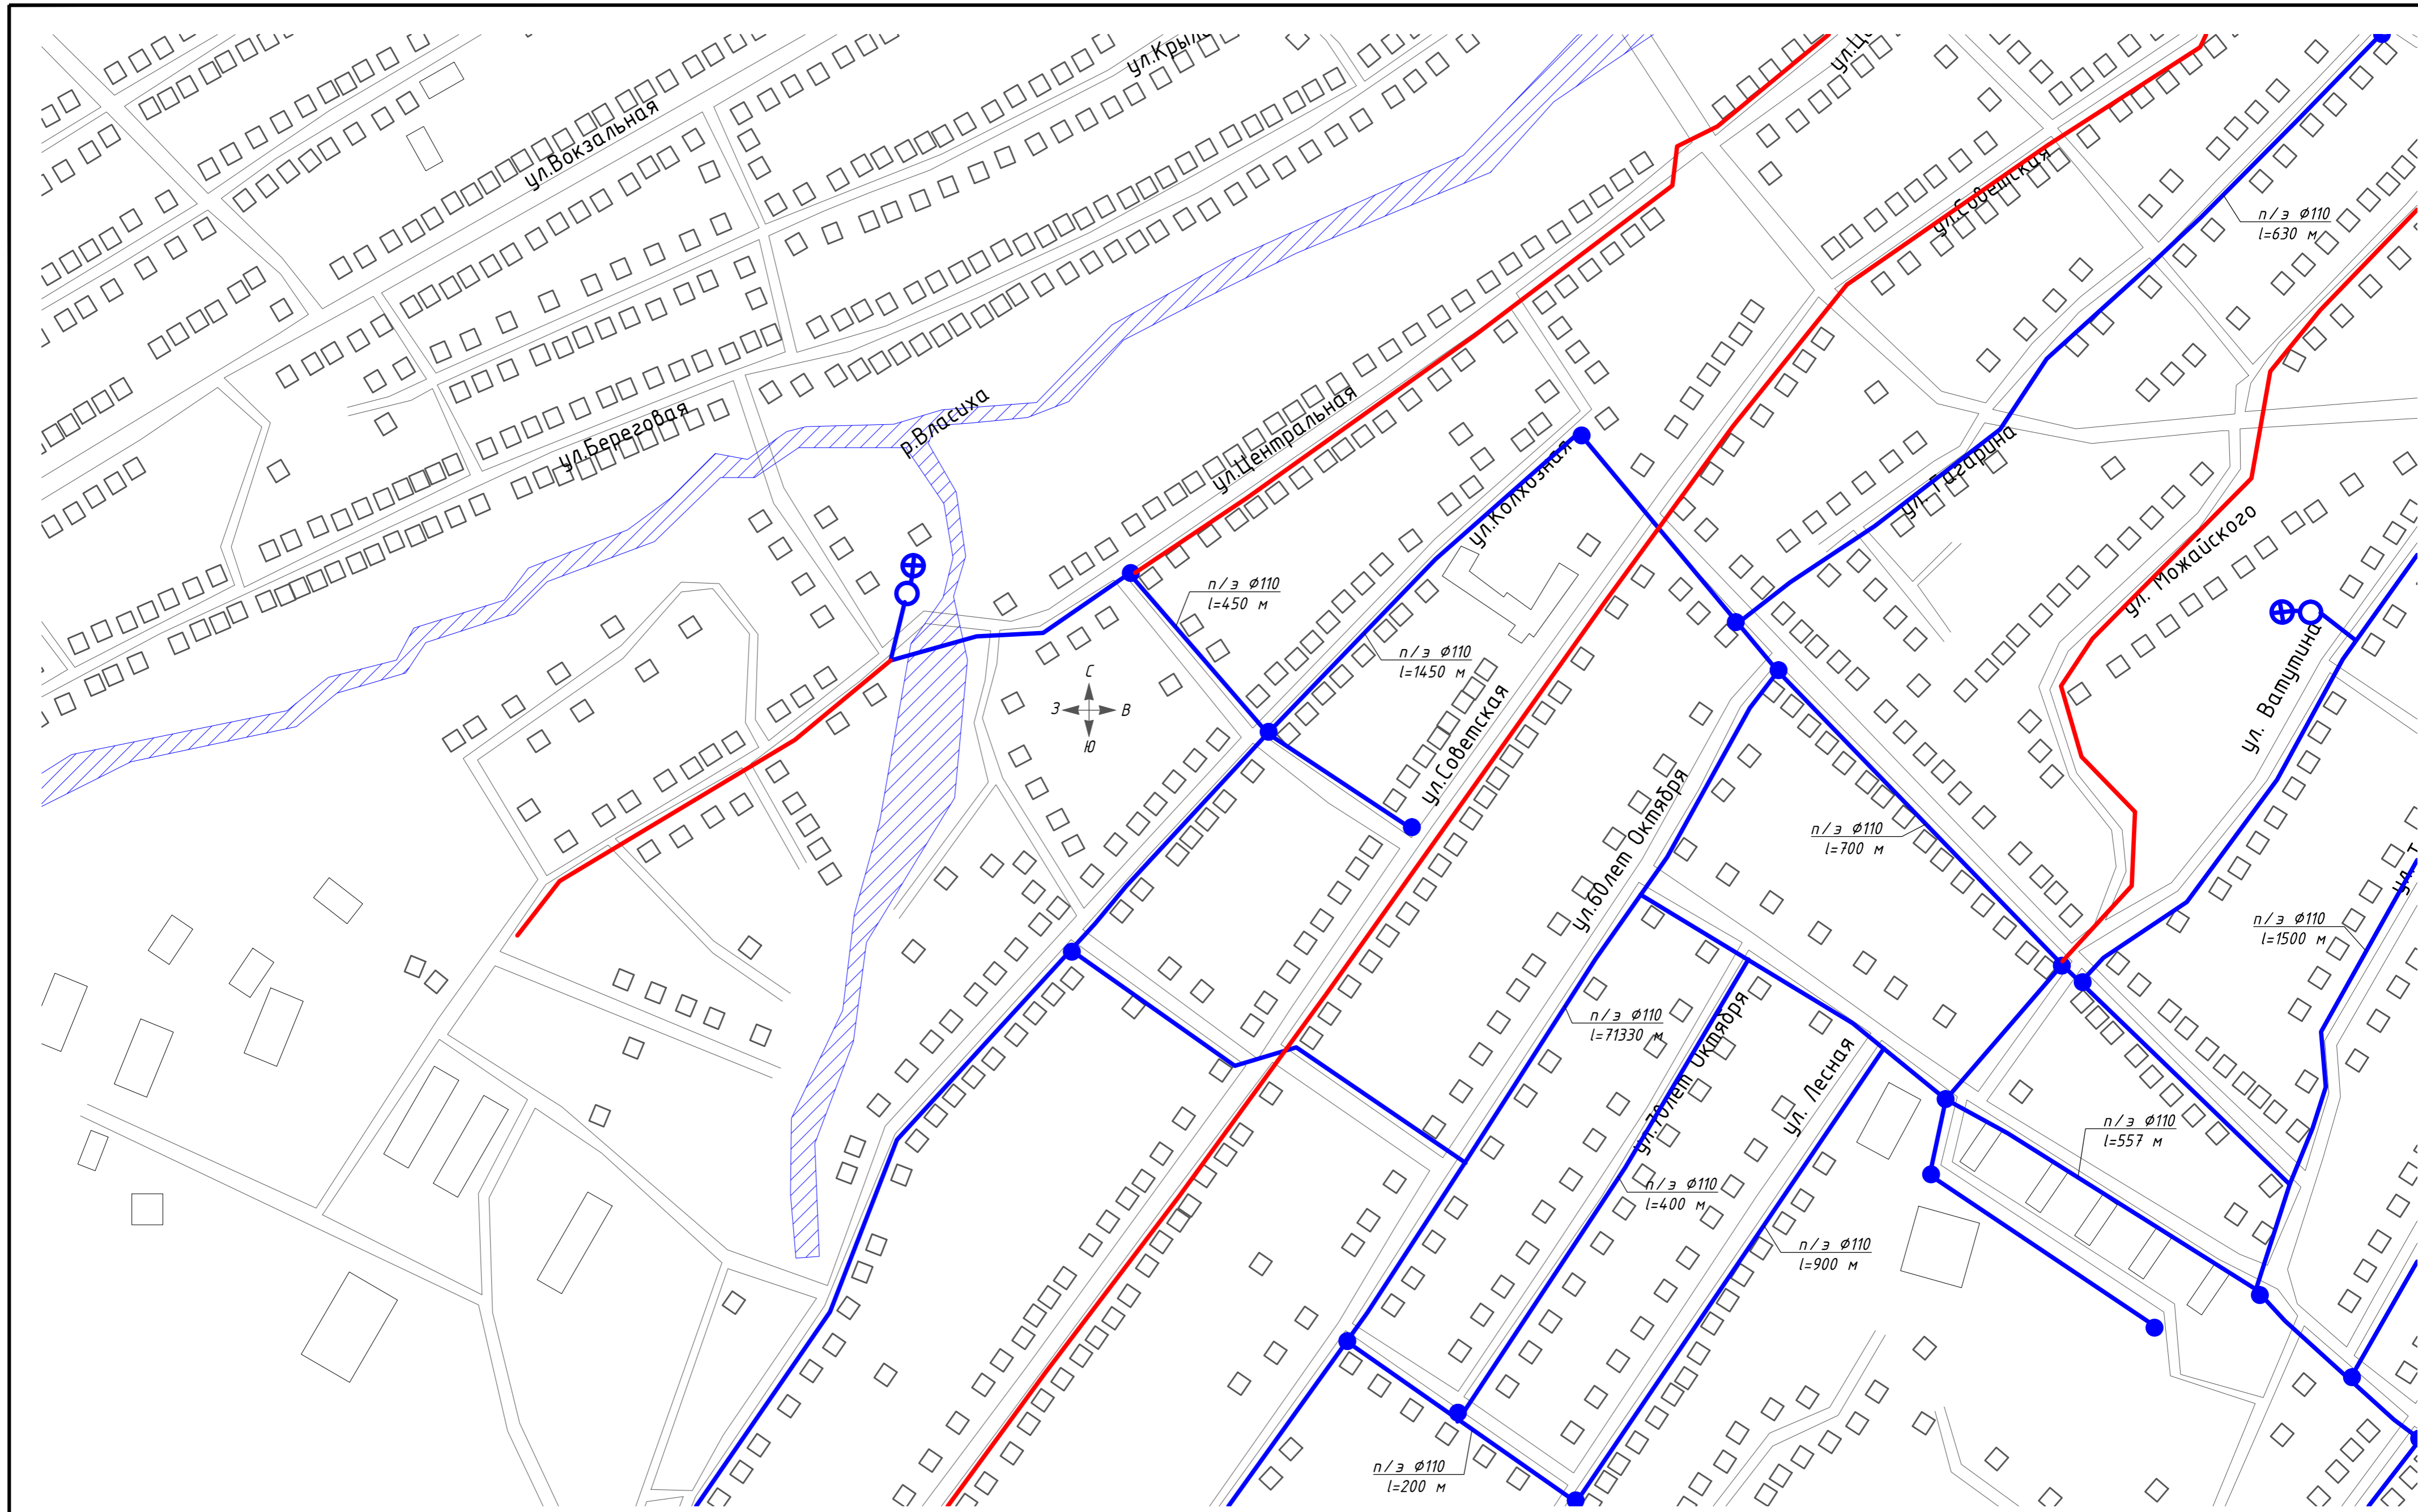 ул.Вокзальная
п/э Ф110
l=630 м
ул.Советская
ул.Береговая
р.Власиха
ул.Центральная
ул.Колхозная
ул. Гагарина
ул. Можайского
п/э Ф110
l=450 м
п/э Ф110
l=1450 м
С
З
В
Ю
ул.Советская
ул. Ватутина
ул.60лет Октября
п/э Ф110
l=700 м
п/э Ф110
l=1500 м
п/э Ф110
l=71330 м
ул.70лет Октября
ул. Лесная
п/э Ф110
l=557 м
п/э Ф110
l=400 м
п/э Ф110
l=900 м
п/э Ф110
l=200 м